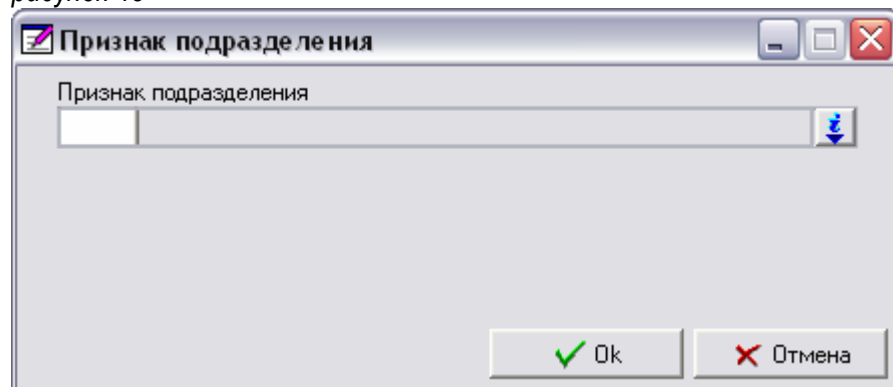 Признак подразделения
Признак подразделения
Ok
Отмена